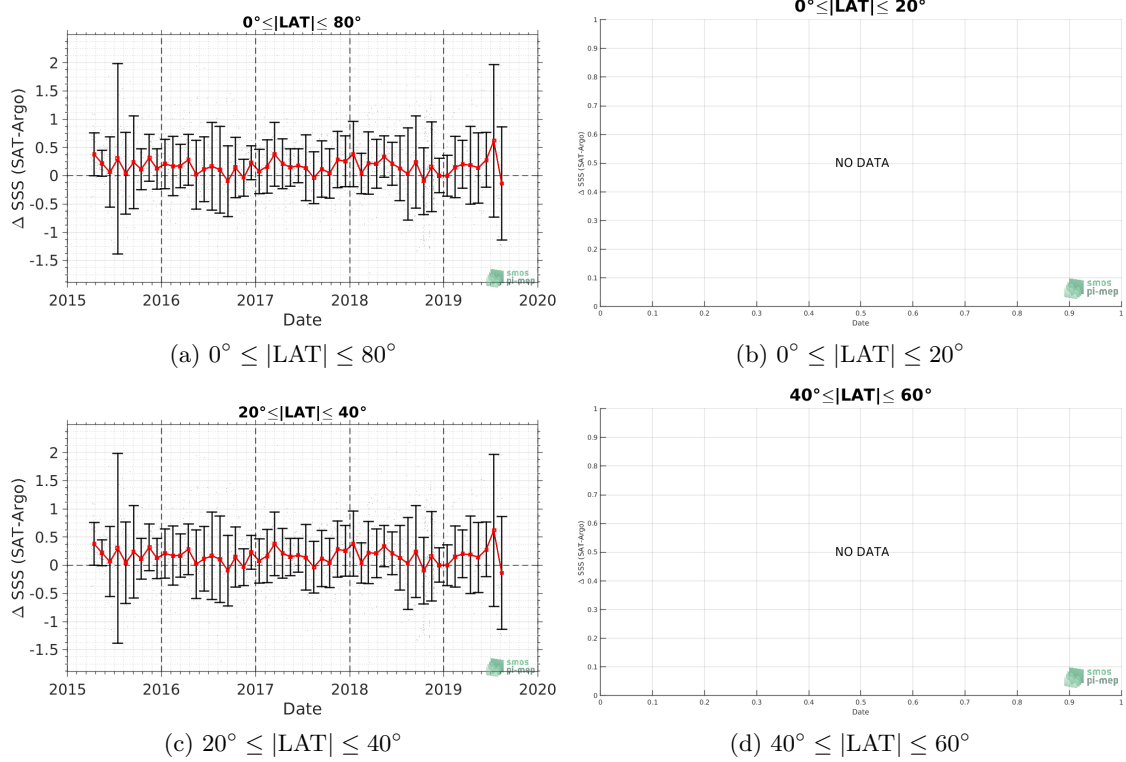 0°≤|LAT|≤ 80°
Δ SSS (SAT-Argo)
2
1.5
1
0.5
0
-0.5
-1
-1.5
2015 2016 2017 2018 2019 2020
Date
smos
pi-mep
(a) 0° ≤ |LAT| ≤ 80°
0°≤|LAT|≤ 20°
Δ SSS (SAT-Argo)
1
0.9
0.8
0.7
0.6
0.5
0.4
0.3
0.2
0.1
0
NO DATA
0 0.1 0.2 0.3 0.4 0.5 0.6 0.7 0.8 0.9 1
Date
smos
pi-mep
(b) 0° ≤ |LAT| ≤ 20°
20°≤|LAT|≤ 40°
Δ SSS (SAT-Argo)
2
1.5
1
0.5
0
-0.5
-1
-1.5
2015 2016 2017 2018 2019 2020
Date
smos
pi-mep
(c) 20° ≤ |LAT| ≤ 40°
40°≤|LAT|≤ 60°
Δ SSS (SAT-Argo)
1
0.9
0.8
0.7
0.6
0.5
0.4
0.3
0.2
0.1
0
NO DATA
0 0.1 0.2 0.3 0.4 0.5 0.6 0.7 0.8 0.9 1
Date
smos
pi-mep
(d) 40° ≤ |LAT| ≤ 60°